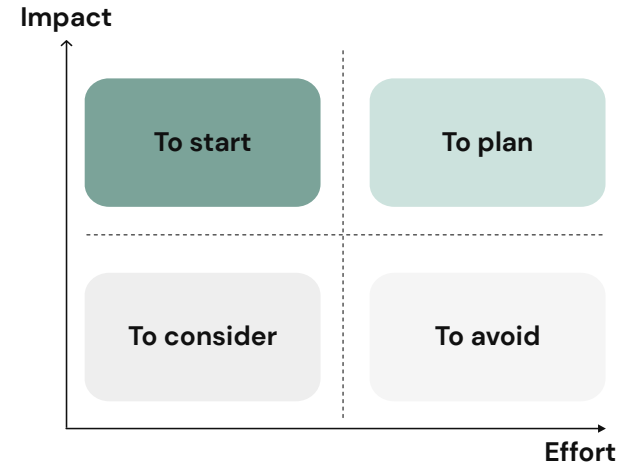 Impact
To start
To plan
To consider
To avoid
Effort